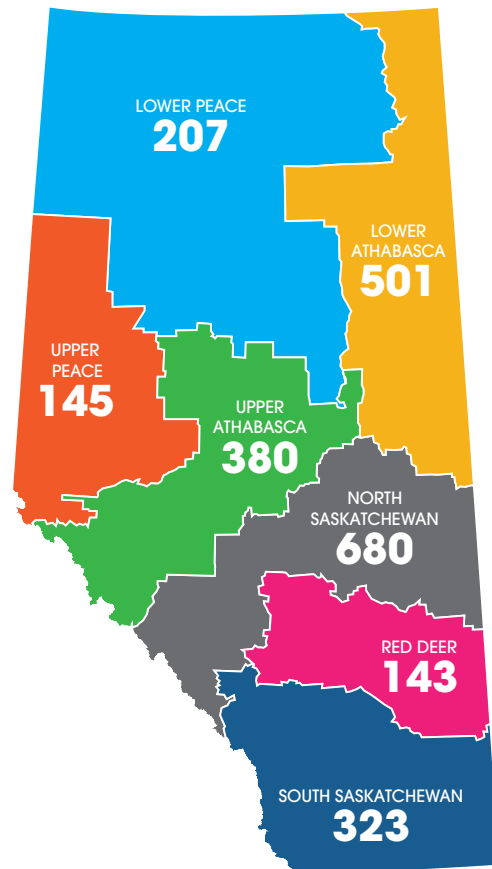 LOWER PEACE
207
LOWER
ATHABASCA
501
UPPER
PEACE
145
UPPER
ATHABASCA
380
NORTH
SASKATCHEWAN
680
RED DEER
143
SOUTH SASKATCHEWAN
323